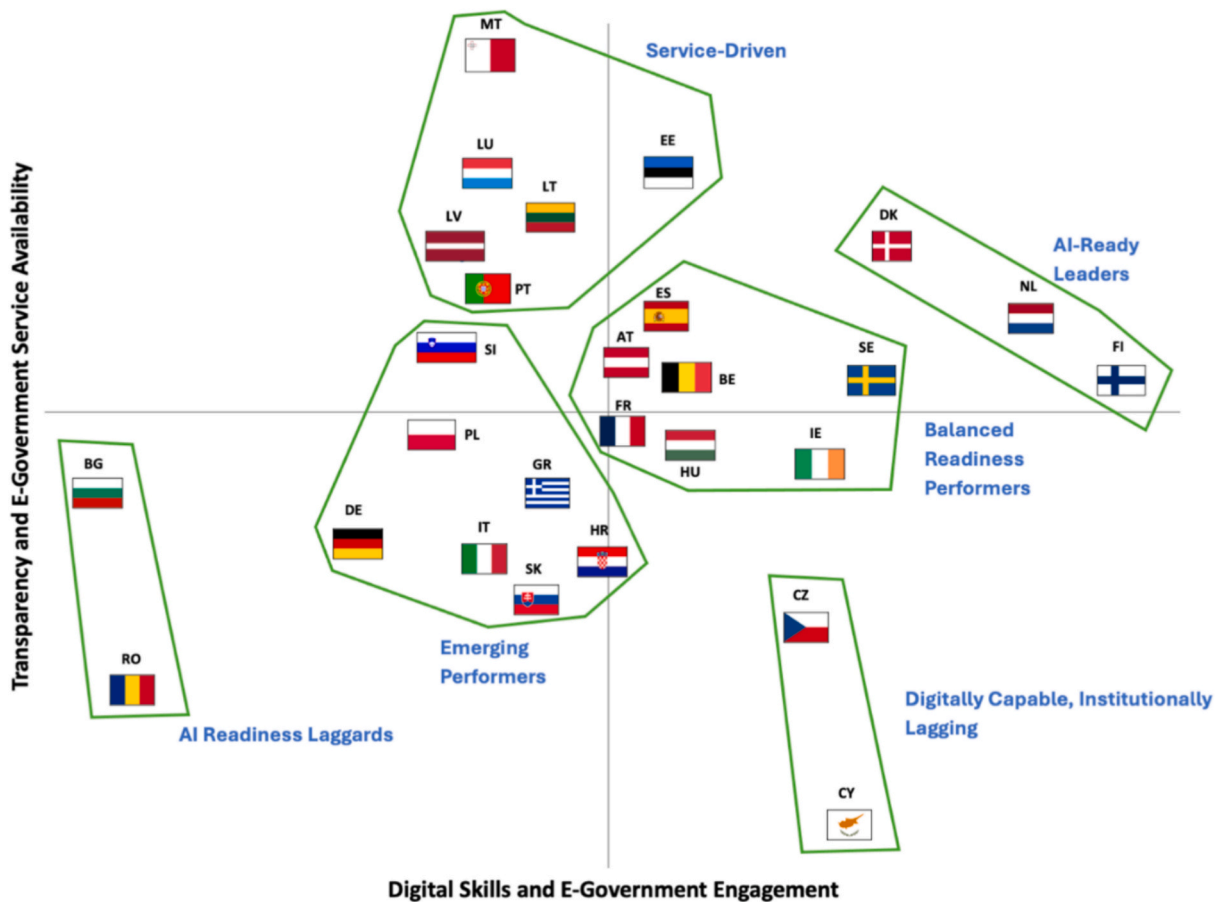 MT
Service-Driven
LU
EE
LT
LV
DK
PT
AI-Ready
Leaders
NL
ES
SI
AT
SE
FI
BE
FR
PL
IE
Balanced
Readiness
Performers
HU
BG
GR
DE
IT
HR
SK
CZ
RO
Emerging
Performers
Digitally Capable, Institutionally
Lagging
AI Readiness Laggards
CY
Transparency and E-Government Service Availability
Digital Skills and E-Government Engagement